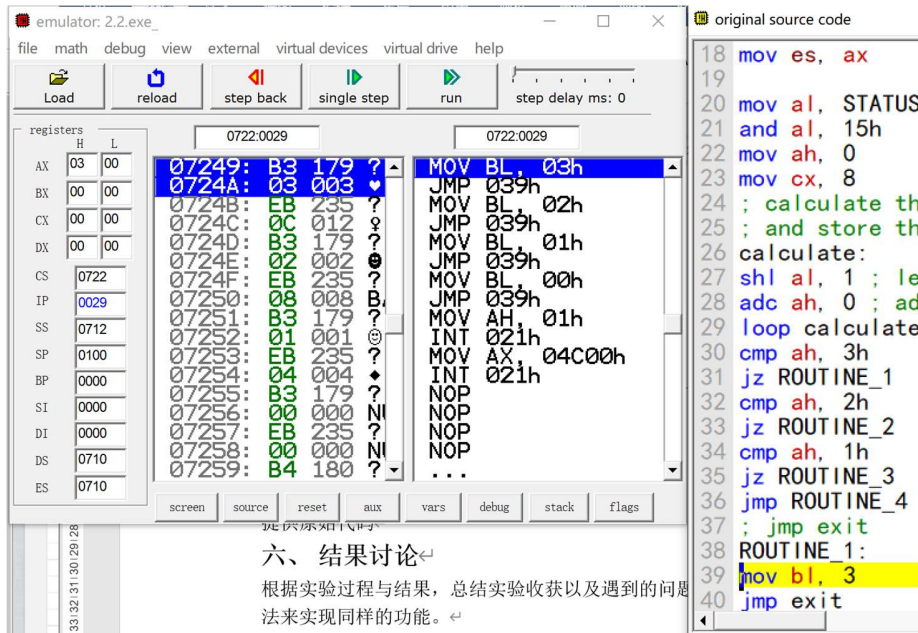 emulator: 2.2.exe_
file math debug view external virtual devices virtual drive help
Load reload step back single step run step delay ms: 0
registers
H L
AX 03 00
BX 00 00
CX 00 00
DX 00 00
CS 0722
IP 0029
SS 0712
SP 0100
BP 0000
SI 0000
DI 0000
DS 0710
ES 0710
0722:0029
07249: B3 179 ?
0724A: 03 003 ♥
0724B: EB 235 ?
0724C: 0C 012 ♀
0724D: B3 179 ?
0724E: 02 002 ☻
0724F: EB 235 ?
07250: 08 008
07251: B3 179 ?
07252: 01 001 ☺
07253: EB 235 ?
07254: 04 004 ♦
07255: B3 179 ?
07256: 00 000
07257: EB 235 ?
07258: 00 000
07259: B4 180 ?
0722:0029
MOV BL, 03h
JMP 039h
MOV BL, 02h
JMP 039h
MOV BL, 01h
JMP 039h
MOV BL, 00h
JMP 039h
MOV AH, 01h
INT 021h
MOV AX, 04C00h
INT 021h
NOP
NOP
NOP
NOP
...
screen source reset aux vars debug stack flags
提供原始代码
六、 结果讨论
根据实验过程与结果，总结实验收获以及遇到的问题
法来实现同样的功能。
33 32 31 30 29 28
original source code
18 mov es, ax
19
20 mov al, STATUS
21 and al, 15h
22 mov ah, 0
23 mov cx, 8
24 ; calculate th
25 ; and store th
26 calculate:
27 shl al, 1 ; le
28 adc ah, 0 ; ad
29 loop calculate
30 cmp ah, 3h
31 jz ROUTINE_1
32 cmp ah, 2h
33 jz ROUTINE_2
34 cmp ah, 1h
35 jz ROUTINE_3
36 jmp ROUTINE_4
37 ; jmp exit
38 ROUTINE_1:
39 mov bl, 3
40 jmp exit